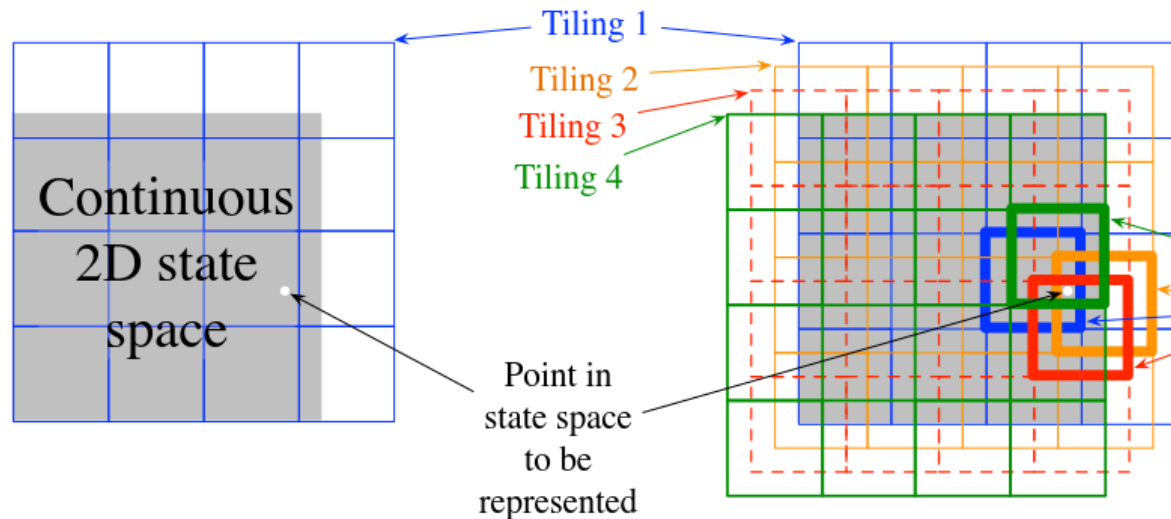 Tiling 1
Tiling 2
Tiling 3
Tiling 4
Continuous
2D state
space
Point in
state space
to be
represented